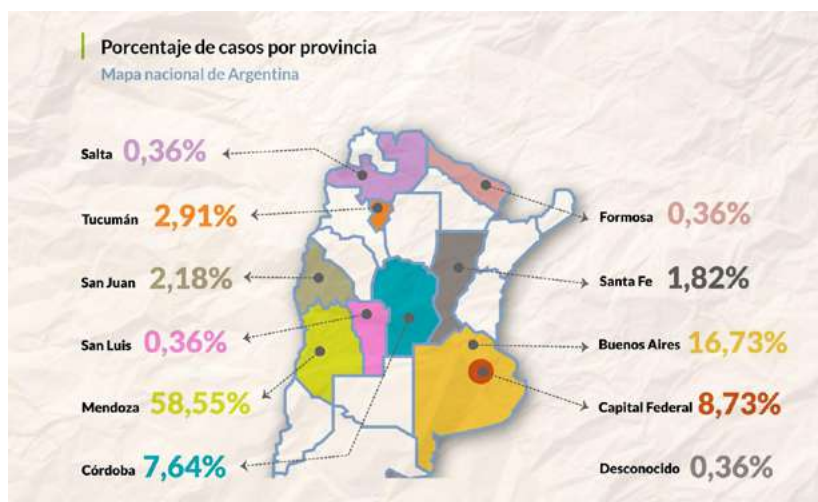 Porcentaje de casos por provincia
Mapa nacional de Argentina
Salta 0,36%
Tucumán 2,91%
San Juan 2,18%
San Luis 0,36%
Mendoza 58,55%
Córdoba 7,64%
Formosa 0,36%
Santa Fe 1,82%
Buenos Aires 16,73%
Capital Federal 8,73%
Desconocido 0,36%